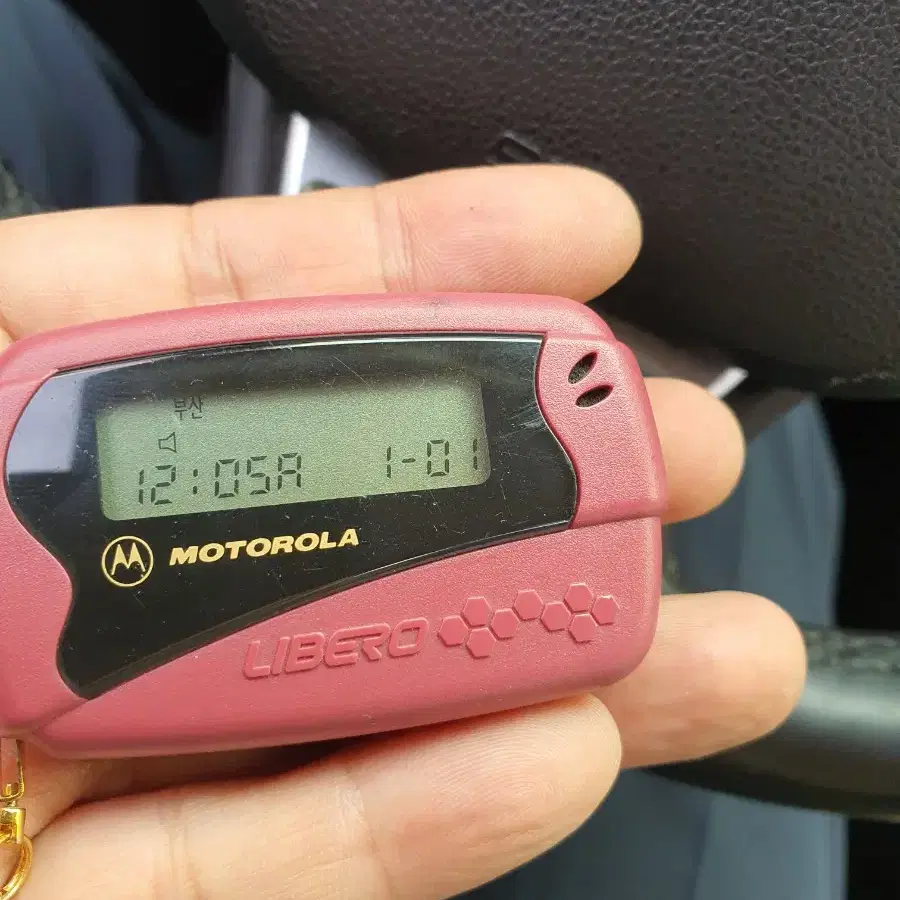 부산
12:05A 1-01
MOTOROLA
LIBERO